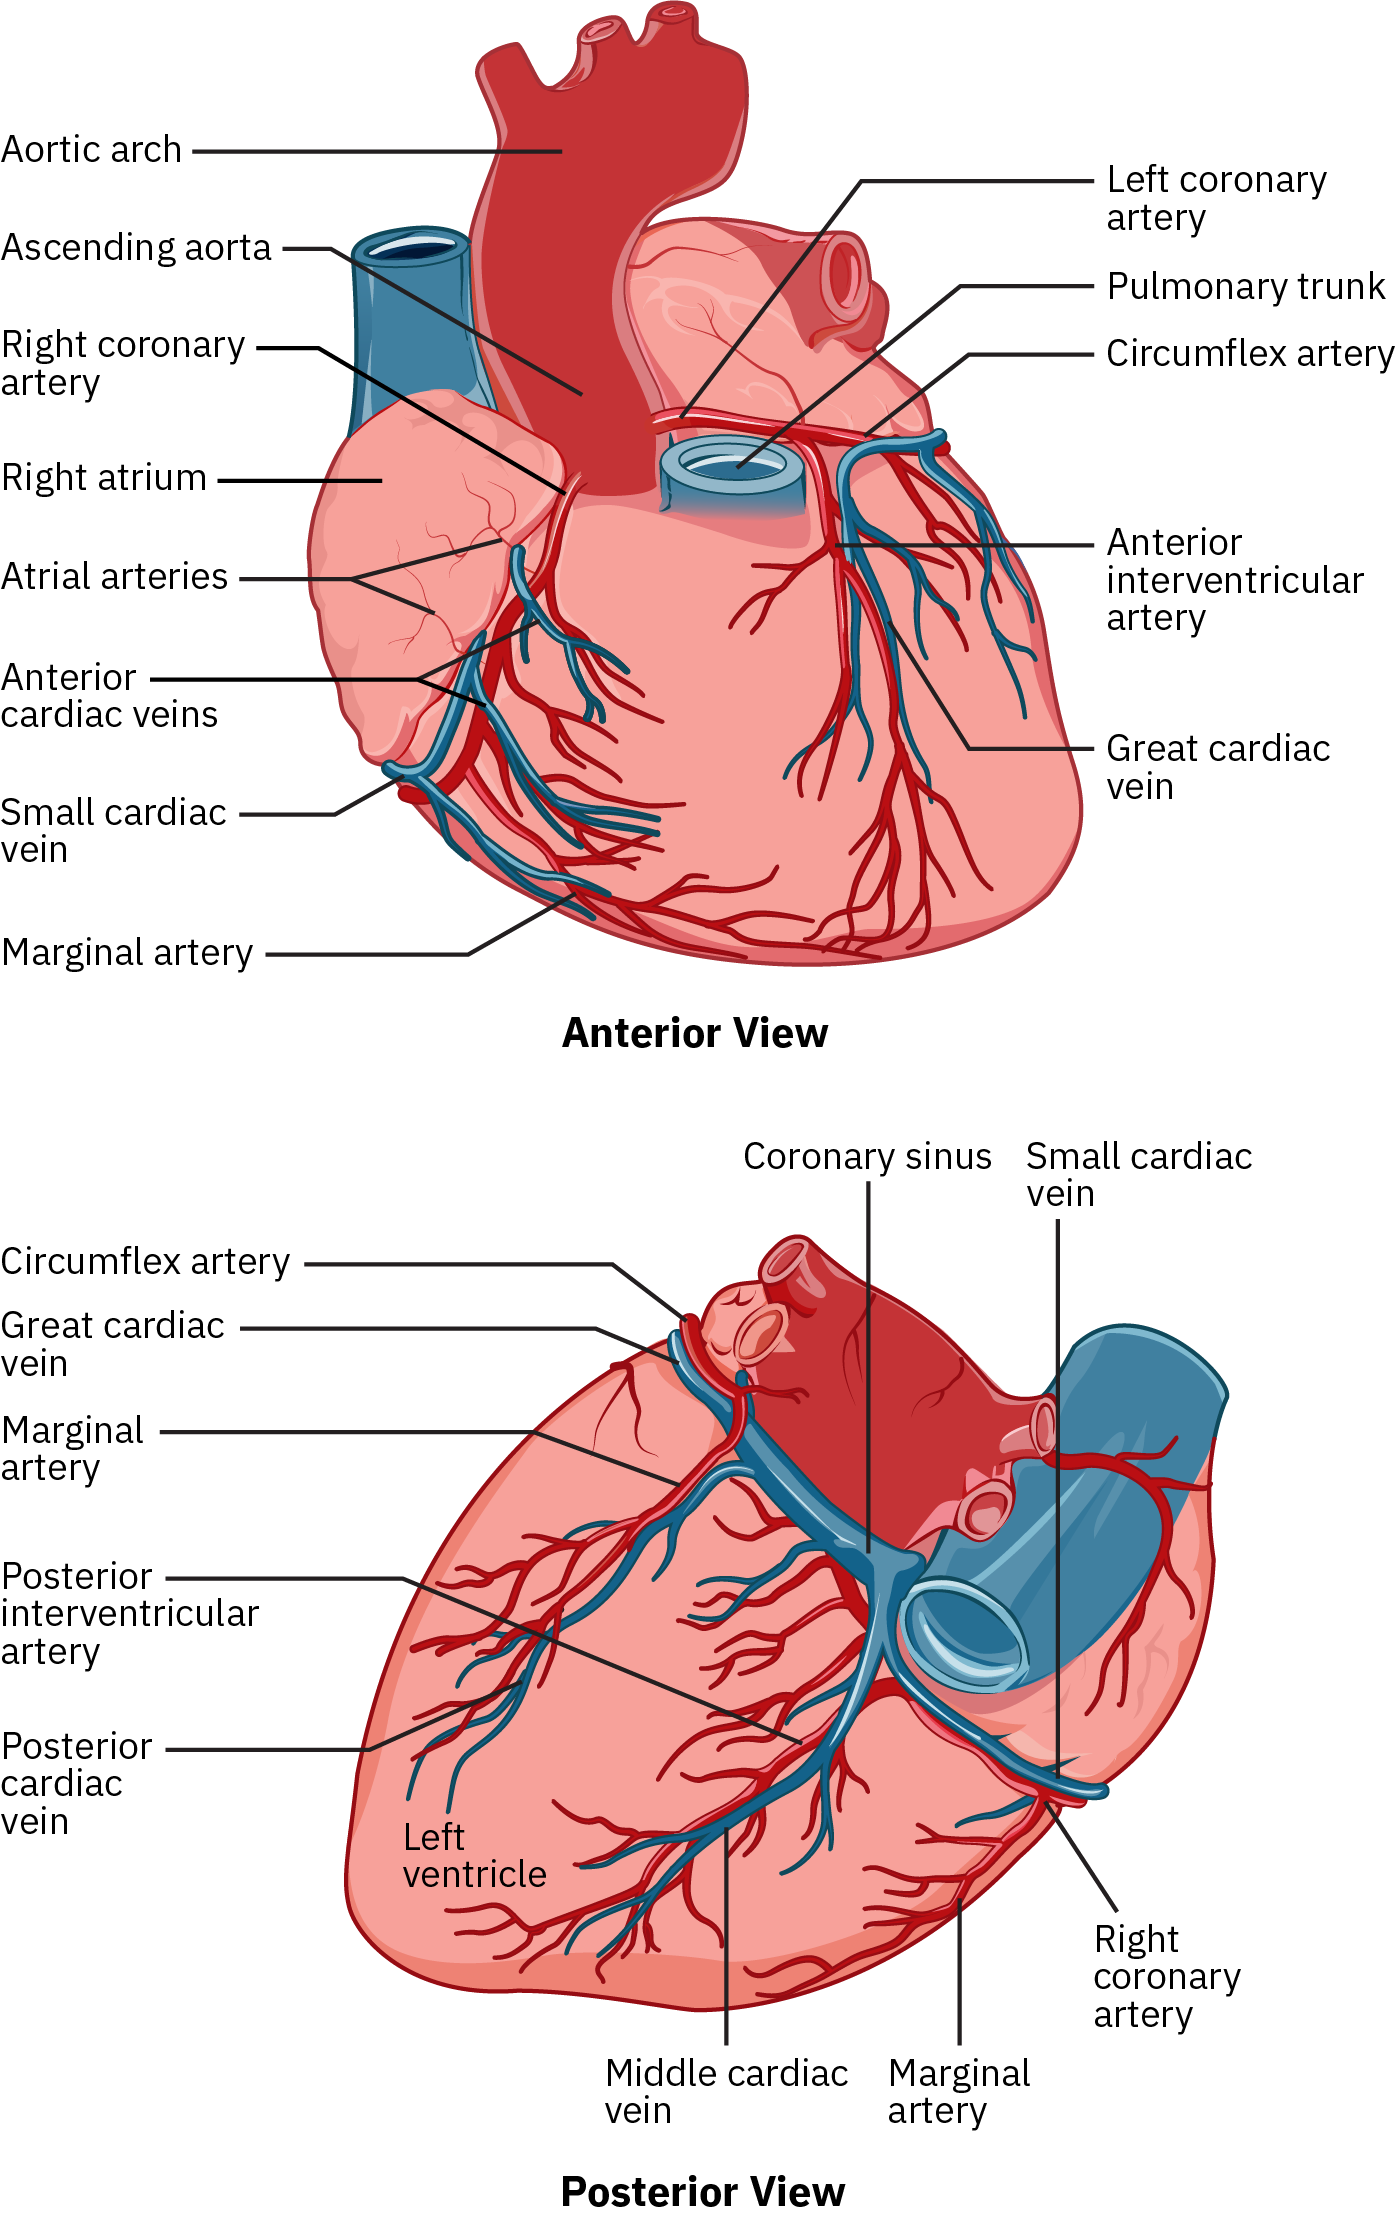 Aortic arch
Ascending aorta
Right coronary
artery
Right atrium
Atrial arteries
Anterior
cardiac veins
Small cardiac
vein
Marginal artery
Left coronary
artery
Pulmonary trunk
Circumflex artery
Anterior
interventricular
artery
Great cardiac
vein
Anterior View
Coronary sinus
Small cardiac
vein
Circumflex artery
Great cardiac
vein
Marginal
artery
Posterior
interventricular
artery
Posterior
cardiac
vein
Left
ventricle
Right
coronary
artery
Middle cardiac
vein
Marginal
artery
Posterior View